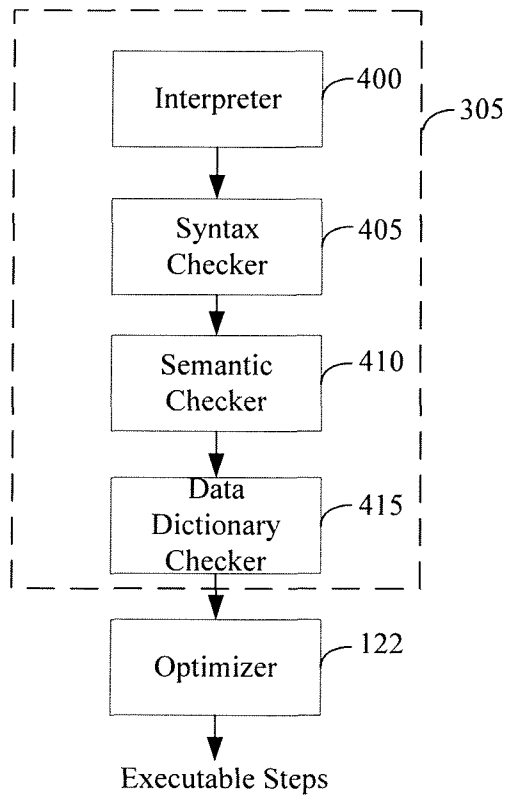 Interpreter
400
305
Syntax
Checker
405
Semantic
Checker
410
Data
Dictionary
Checker
415
Optimizer
122
Executable Steps